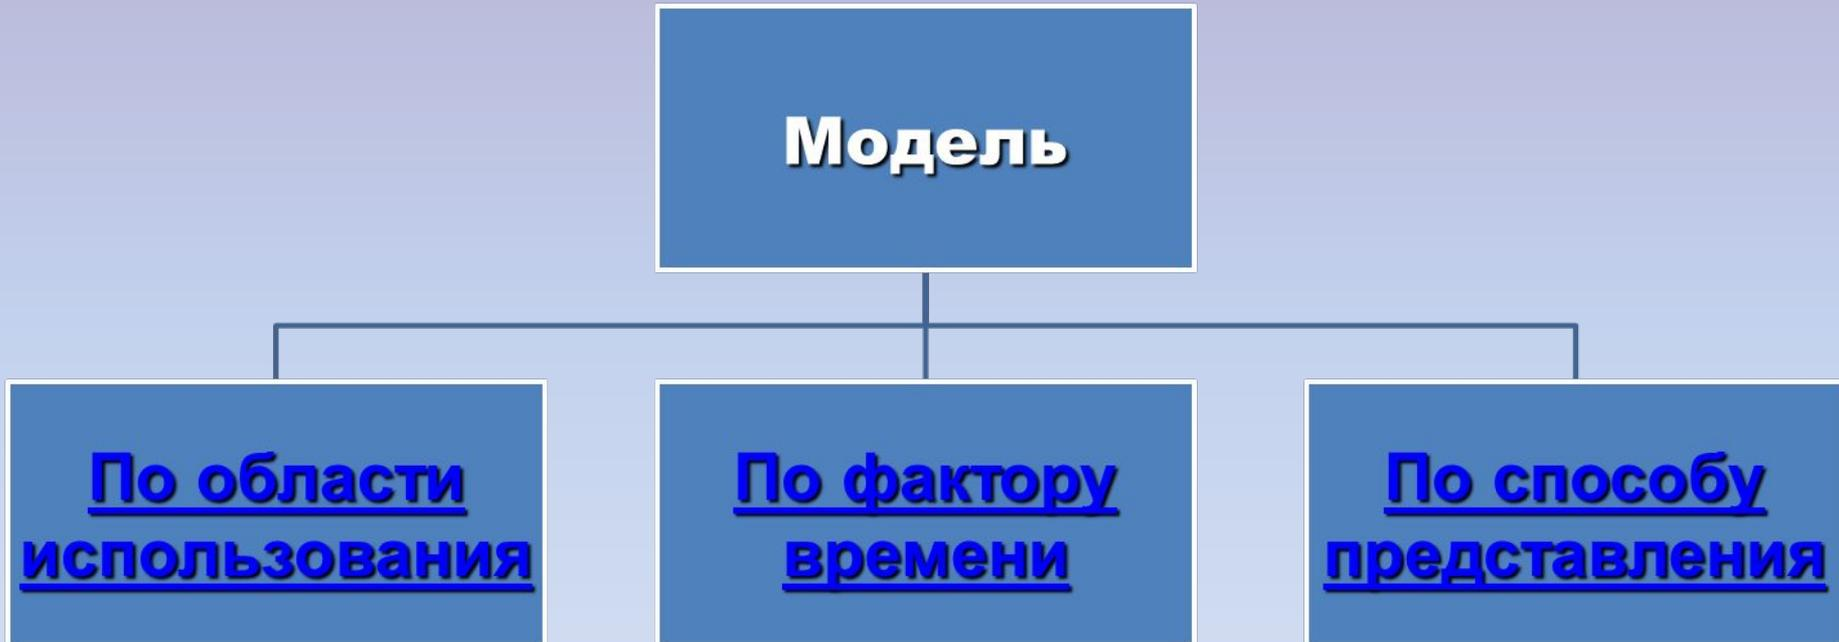 Модель
По области
использования
По фактору
времени
По способу
представления